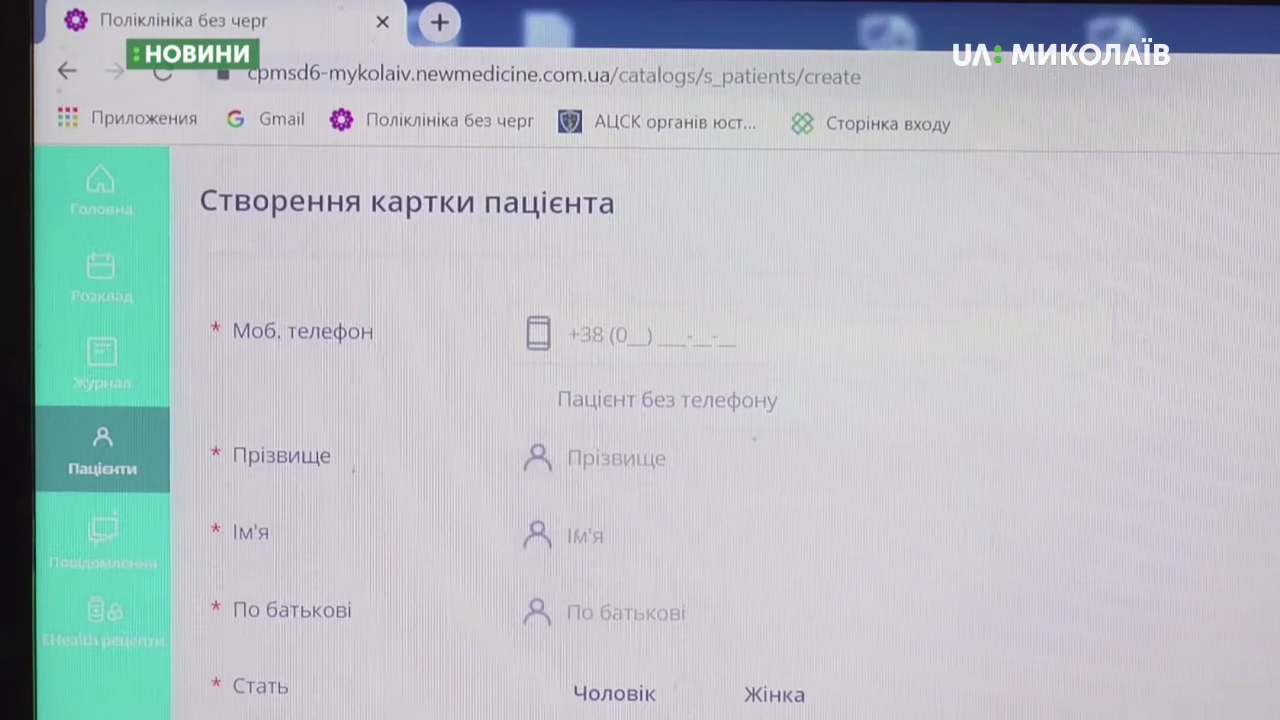 Поліклініка без черг
НОВИНИ
UA: МИКОЛАЇВ
cpmsd6-mykolaiv.newmedicine.com.ua/catalogs/s_patients/create
Приложения Gmail Поліклініка без черг АЦСК органів юст... Сторінка входу
Головна
Розклад
Журнал
Пацієнти
Повідомлення
EHealth рецепти
Створення картки пацієнта
* Моб. телефон +38 (0__) ___-__-__
Пацієнт без телефону
* Прізвище Прізвище
* Ім'я Ім'я
* По батькові По батькові
* Стать Чоловік Жінка